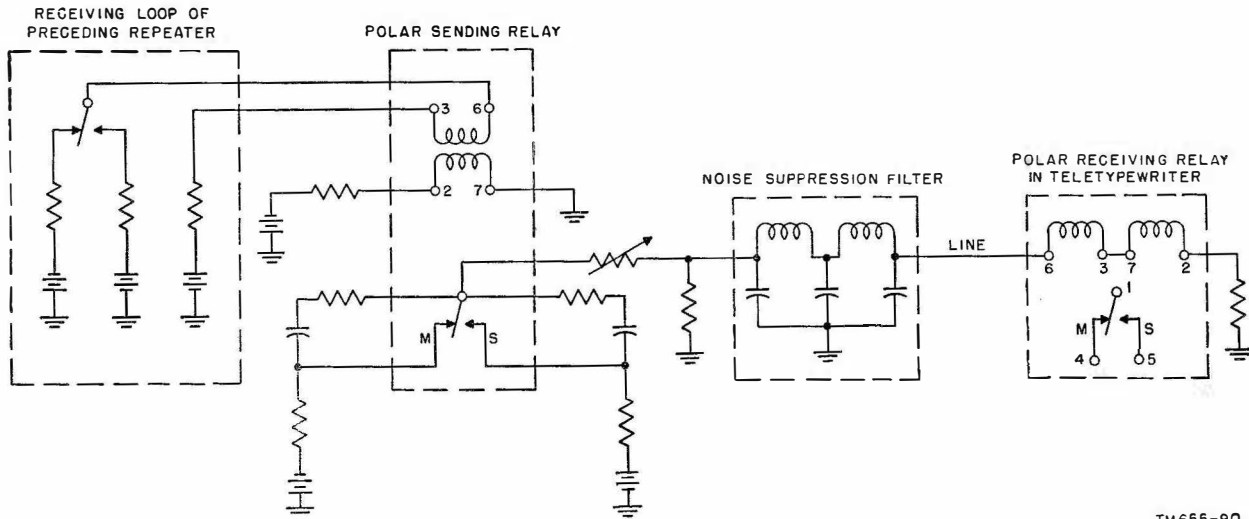 RECEIVING LOOP OF
PRECEDING REPEATER
POLAR SENDING RELAY
3 6
2 7
NOISE SUPPRESSION FILTER
POLAR RECEIVING RELAY
IN TELETYPEWRITER
LINE
6 3 7 2
1
M S
M S
4 5
TM655-90